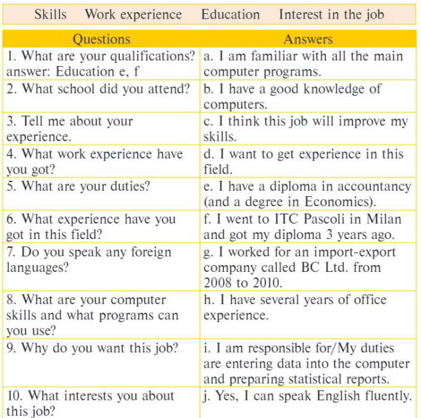 Skills Work experience Education Interest in the job
Questions Answers
1. What are your qualifications?
answer: Education e, f
a. I am familiar with all the main
computer programs.
2. What school did you attend?
b. I have a good knowledge of
computers.
3. Tell me about your
experience.
c. I think this job will improve my
skills.
4. What work experience have
you got?
d. I want to get experience in this
field.
5. What are your duties?
e. I have a diploma in accountancy
(and a degree in Economics).
6. What experience have you
got in this field?
f. I went to ITC Pascoli in Milan
and got my diploma 3 years ago.
7. Do you speak any foreign
languages?
g. I worked for an import-export
company called BC Ltd. from
2008 to 2010.
8. What are your computer
skills and what programs can
you use?
h. I have several years of office
experience.
9. Why do you want this job?
i. I am responsible for/My duties
are entering data into the computer
and preparing statistical reports.
10. What interests you about
this job?
j. Yes, I can speak English fluently.